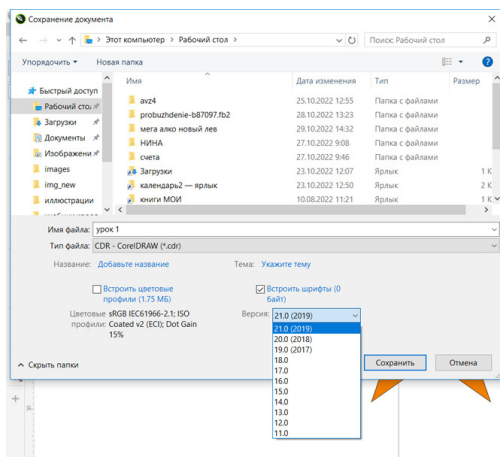 Сохранение документа
Этот компьютер > Рабочий стол >
Поиск: Рабочий стол
Упорядочить
Новая папка
Имя
Дата изменения
Тип
Размер
Быстрый доступ
Рабочий стол
Загрузки
Документы
Изображени
images
img_new
иллюстрации
avz4 25.10.2022 12:55 Папка с файлами
probuzhdenie-b87097.fb2 28.10.2022 13:23 Папка с файлами
мега алко новый лев 29.10.2022 14:32 Папка с файлами
НИНА 27.10.2022 9:08 Папка с файлами
счета 27.10.2022 9:46 Папка с файлами
Загрузки 23.10.2022 12:07 Ярлык 1 К
календарь2 — ярлык 23.10.2022 12:50 Ярлык 2 К
книги МОИ 10.08.2022 11:21 Ярлык 1 К
Имя файла: урок 1
Тип файла: CDR - CorelDRAW (*.cdr)
Название: Добавьте название
Тема: Укажите тему
Встроить цветовые
профили (1.75 МБ)
Встроить шрифты (0
байт)
Цветовые sRGB IEC61966-2.1; ISO
профили: Coated v2 (ECI); Dot Gain
15%
Версия: 21.0 (2019)
21.0 (2019)
20.0 (2018)
19.0 (2017)
18.0
17.0
16.0
15.0
14.0
13.0
12.0
11.0
Скрыть папки
Сохранить
Отмена